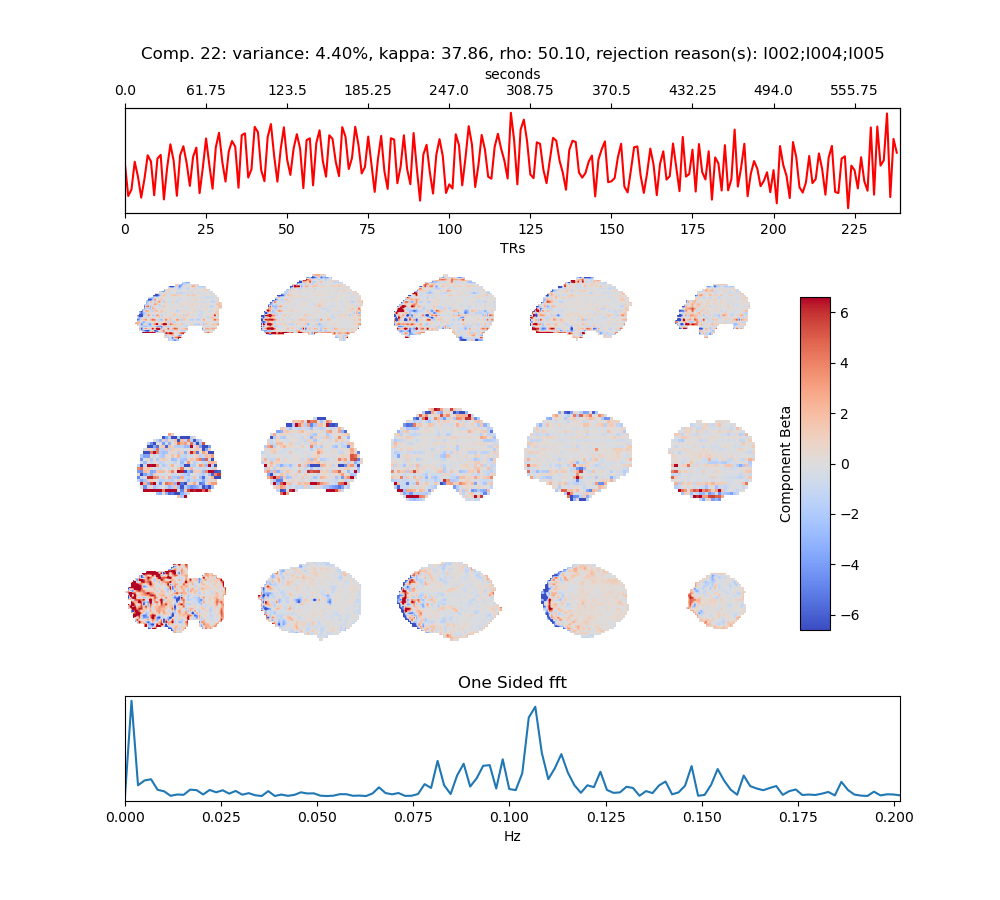 Comp. 22: variance: 4.40%, kappa: 37.86, rho: 50.10, rejection reason(s): I002;I004;I005
seconds
0.0 61.75 123.5 185.25 247.0 308.75 370.5 432.25 494.0 555.75
0 25 50 75 100 125 150 175 200 225
TRs
6
4
2
0
−2
−4
−6
Component Beta
One Sided fft
0.000 0.025 0.050 0.075 0.100 0.125 0.150 0.175 0.200
Hz